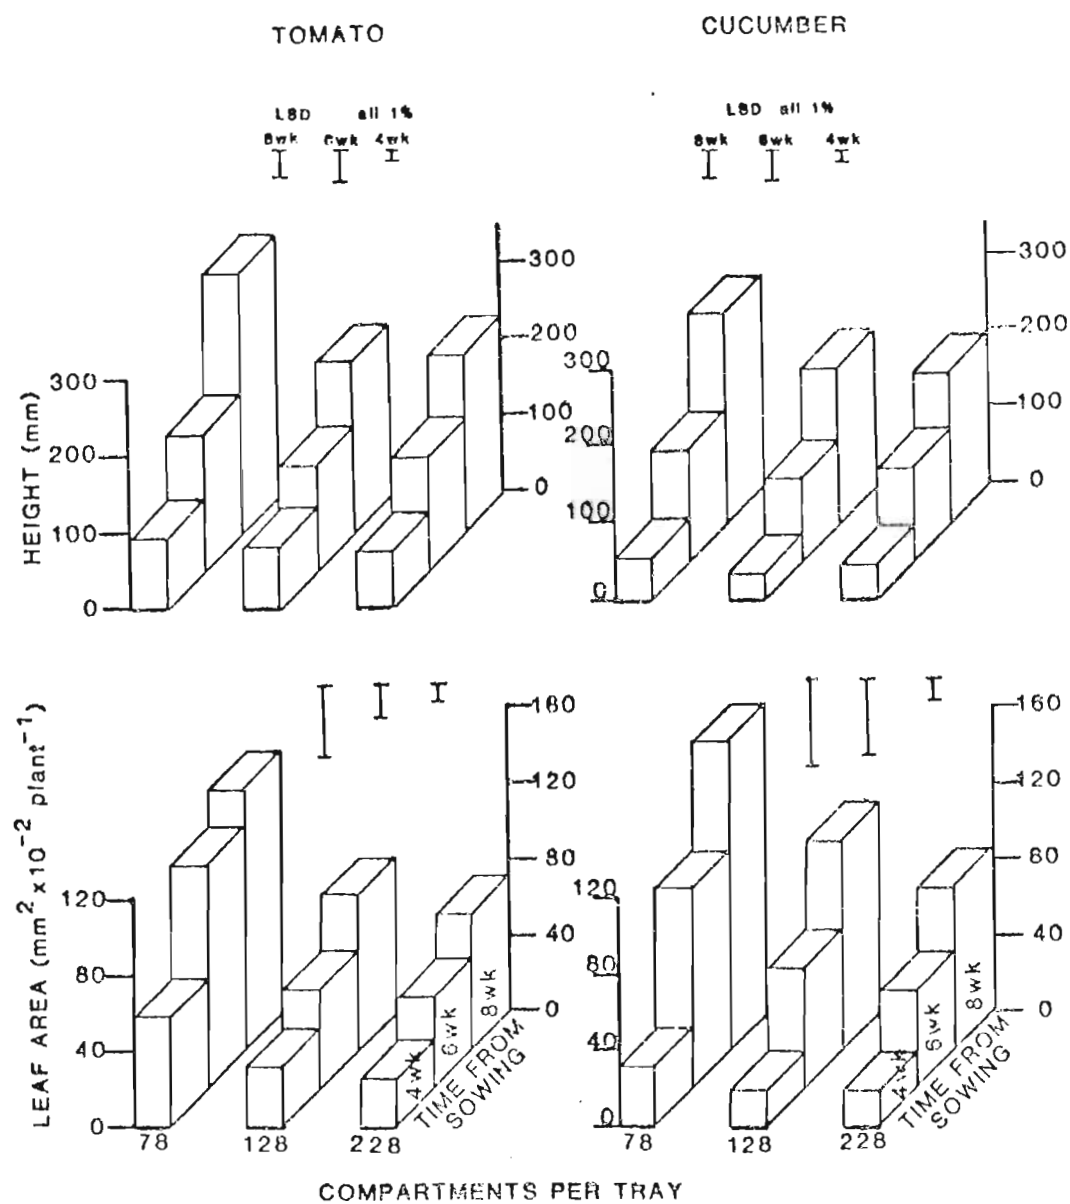 TOMATO CUCUMBER
LSD all 1% LSD all 1%
8wk 6wk 4wk 8wk 6wk 4wk
HEIGHT (mm)
300
200
100
0
300
200
100
0
300
200
100
0
300
200
100
0
LEAF AREA (mm² x10⁻² plant⁻¹)
120
80
40
0
160
120
80
40
0
120
80
40
0
160
120
80
40
0
4wk 6wk 8wk
TIME FROM
SOWING
4wk 6wk 8wk
TIME FROM
SOWING
78 128 228 78 128 228
COMPARTMENTS PER TRAY